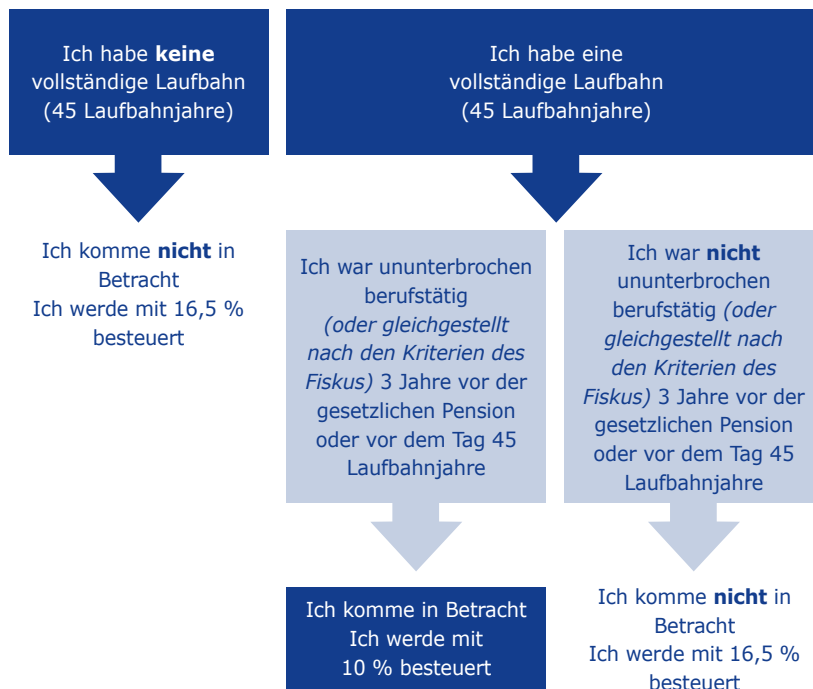 Ich habe keine
vollständige Laufbahn
(45 Laufbahnjahre)
Ich habe eine
vollständige Laufbahn
(45 Laufbahnjahre)
Ich komme nicht in
Betracht
Ich werde mit 16,5 %
besteuert
Ich war ununterbrochen
berufstätig
(oder gleichgestellt
nach den Kriterien des
Fiskus) 3 Jahre vor der
gesetzlichen Pension
oder vor dem Tag 45
Laufbahnjahre
Ich war nicht
ununterbrochen
berufstätig (oder
gleichgestellt nach
den Kriterien des
Fiskus) 3 Jahre vor der
gesetzlichen Pension
oder vor dem Tag 45
Laufbahnjahre
Ich komme in Betracht
Ich werde mit
10 % besteuert
Ich komme nicht in
Betracht
Ich werde mit 16,5 %
besteuert